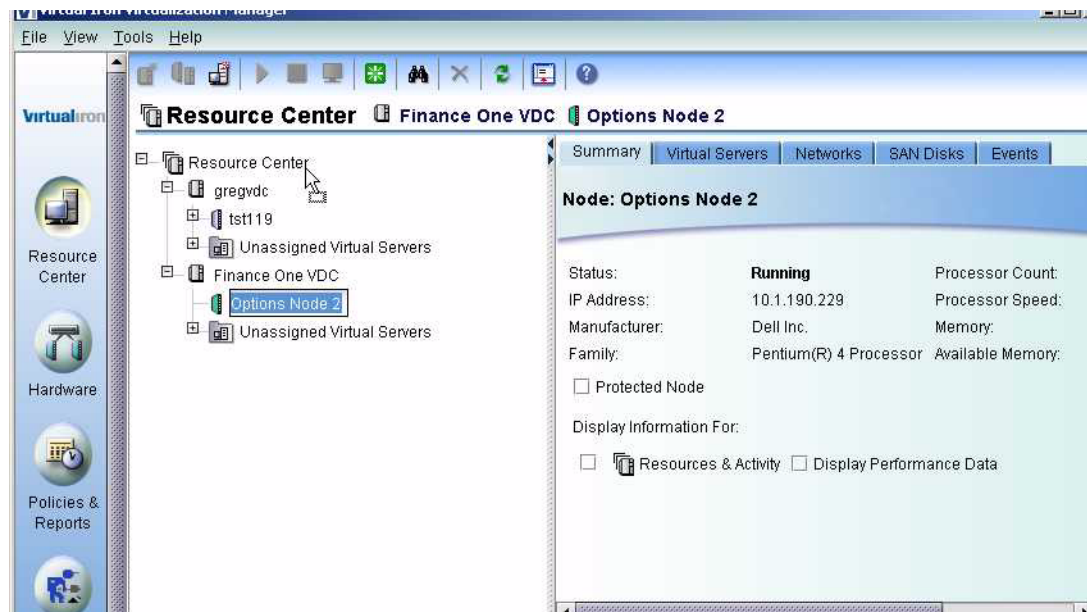 Virtual Iron Virtualization Manager
File View Tools Help
Virtualiron
Resource Center Finance One VDC Options Node 2
Resource Center
gregvdc
tst119
Unassigned Virtual Servers
Finance One VDC
Options Node 2
Unassigned Virtual Servers
Resource
Center
Hardware
Policies &
Reports
Summary Virtual Servers Networks SAN Disks Events
Node: Options Node 2
Status: Running Processor Count:
IP Address: 10.1.190.229 Processor Speed:
Manufacturer: Dell Inc. Memory:
Family: Pentium(R) 4 Processor Available Memory:
Protected Node
Display Information For:
Resources & Activity Display Performance Data